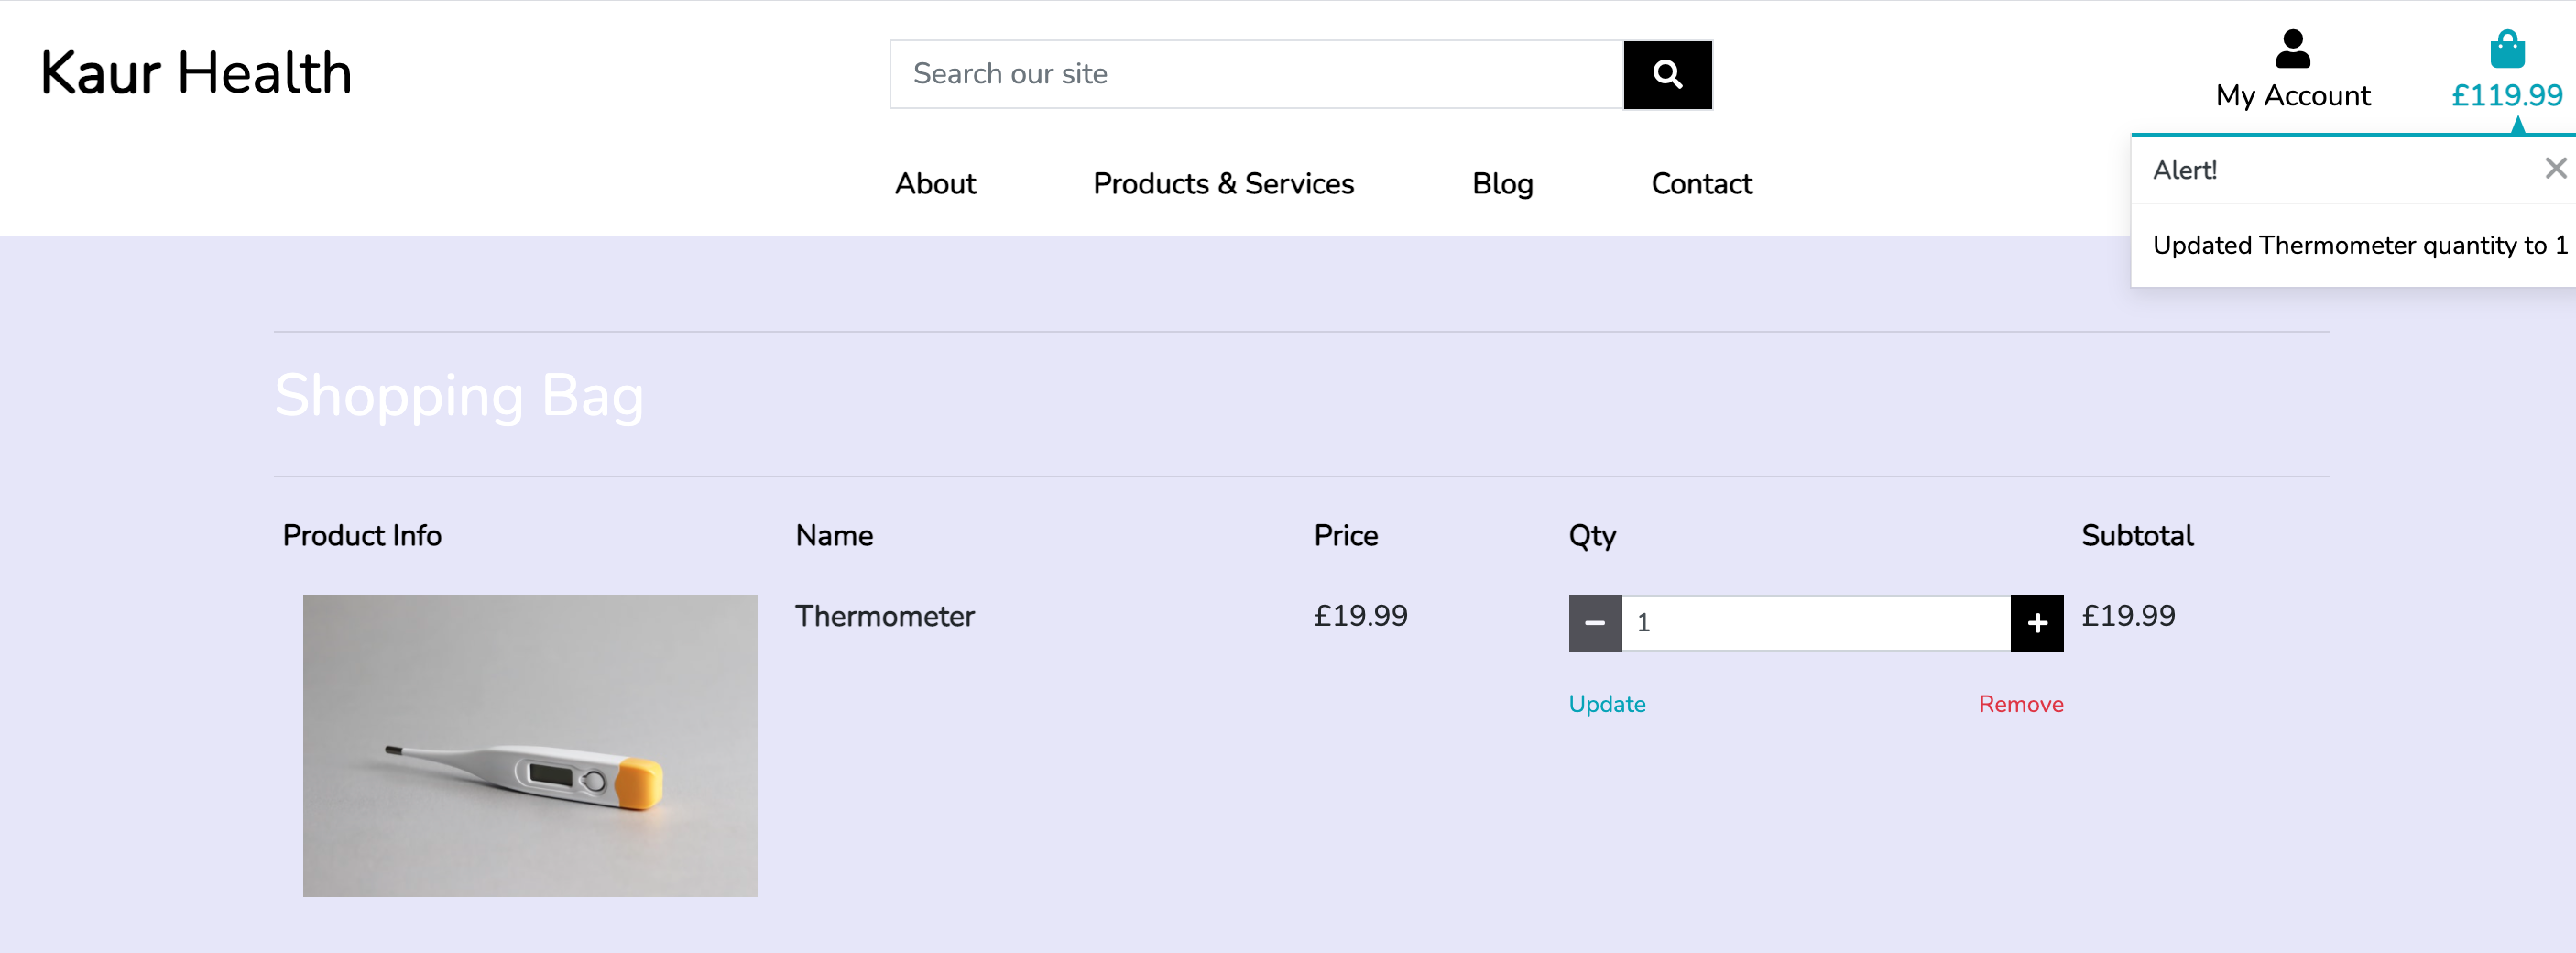 Kaur Health
Search our site
My Account
£119.99
About
Products & Services
Blog
Contact
Alert!
Updated Thermometer quantity to 1
Shopping Bag
Product Info
Name
Price
Qty
Subtotal
Thermometer
£19.99
1
£19.99
Update
Remove